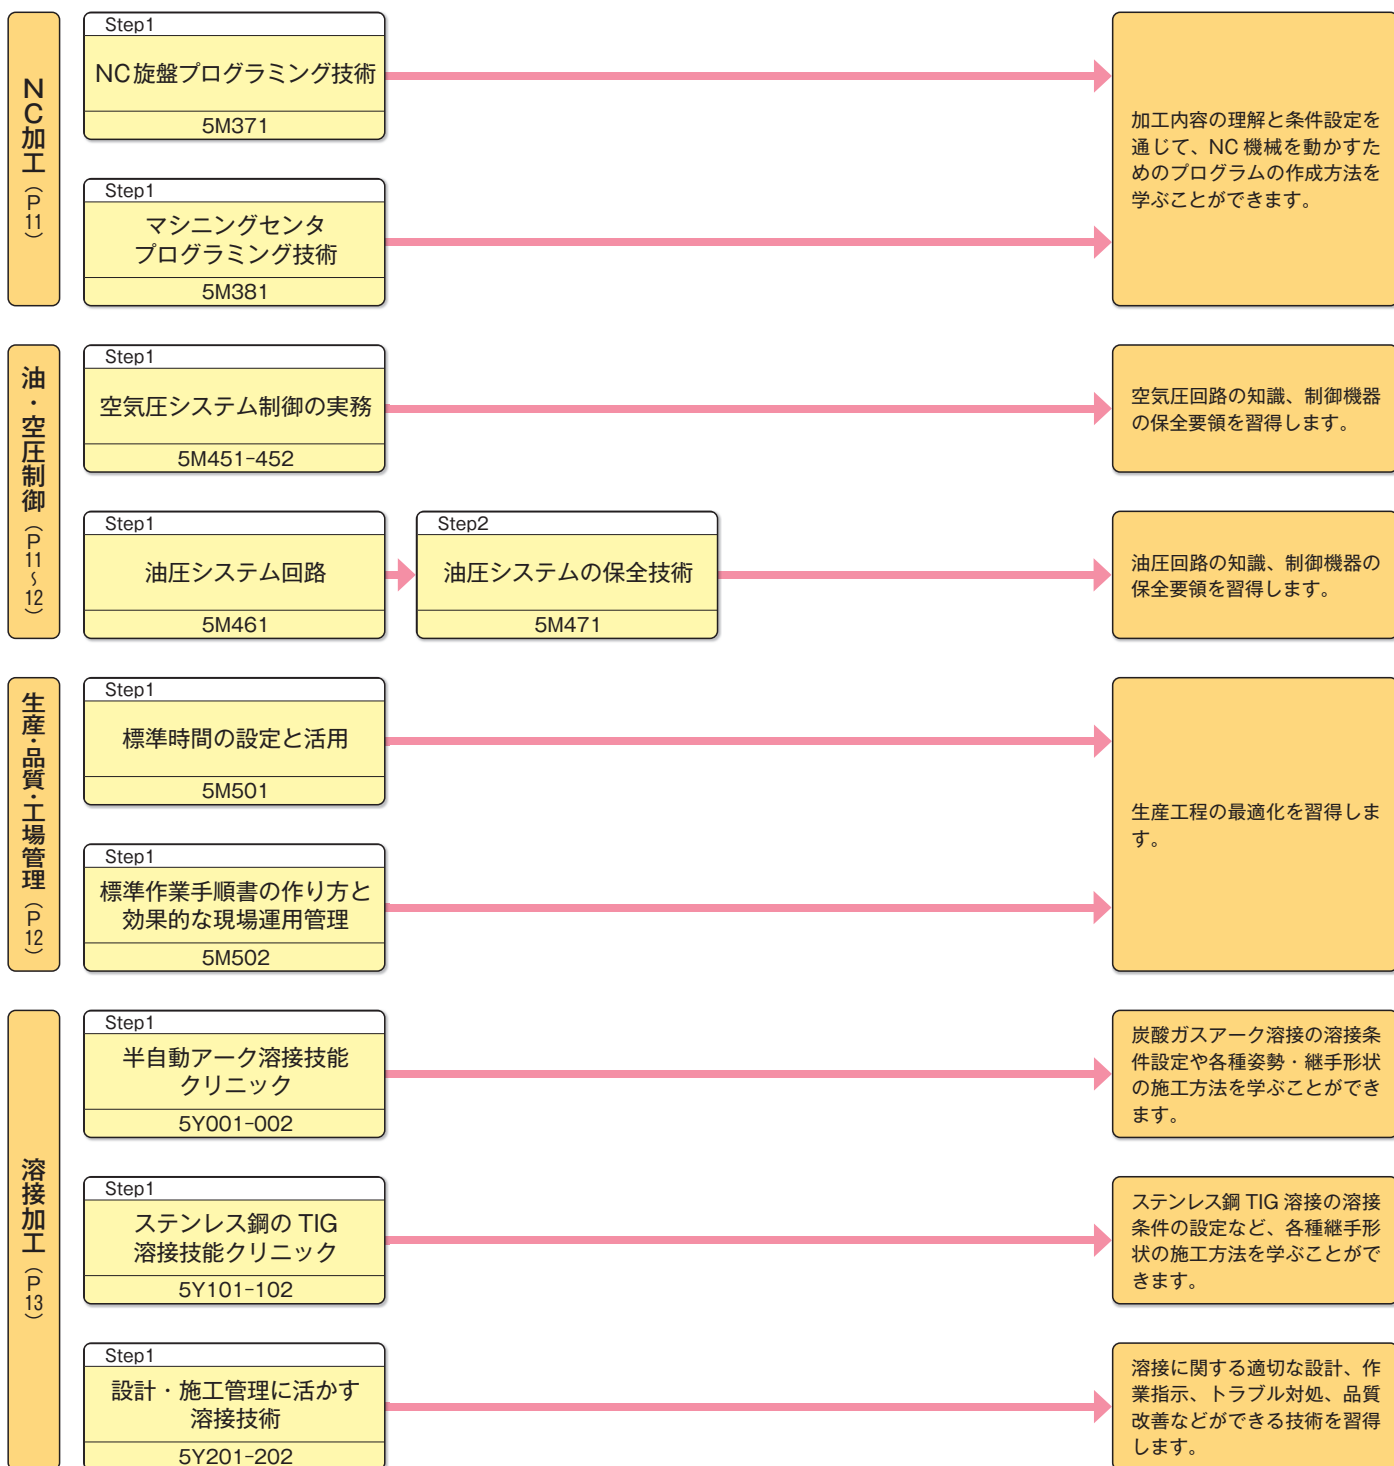 NC加工（P11）
Step1
NC旋盤プログラミング技術
5M371
Step1
マシニングセンタ
プログラミング技術
5M381
加工内容の理解と条件設定を
通じて、NC 機械を動かすた
めのプログラムの作成方法を
学ぶことができます。
油・空圧制御（P11～12）
Step1
空気圧システム制御の実務
5M451-452
空気圧回路の知識、制御機器
の保全要領を習得します。
Step1
油圧システム回路
5M461
Step2
油圧システムの保全技術
5M471
油圧回路の知識、制御機器の
保全要領を習得します。
生産・品質・工場管理（P12）
Step1
標準時間の設定と活用
5M501
Step1
標準作業手順書の作り方と
効果的な現場運用管理
5M502
生産工程の最適化を習得しま
す。
溶接加工（P13）
Step1
半自動アーク溶接技能
クリニック
5Y001-002
炭酸ガスアーク溶接の溶接条
件設定や各種姿勢・継手形状
の施工方法を学ぶことができ
ます。
Step1
ステンレス鋼の TIG
溶接技能クリニック
5Y101-102
ステンレス鋼 TIG 溶接の溶接
条件の設定など、各種継手形
状の施工方法を学ぶことがで
きます。
Step1
設計・施工管理に活かす
溶接技術
5Y201-202
溶接に関する適切な設計、作
業指示、トラブル対処、品質
改善などができる技術を習得
します。